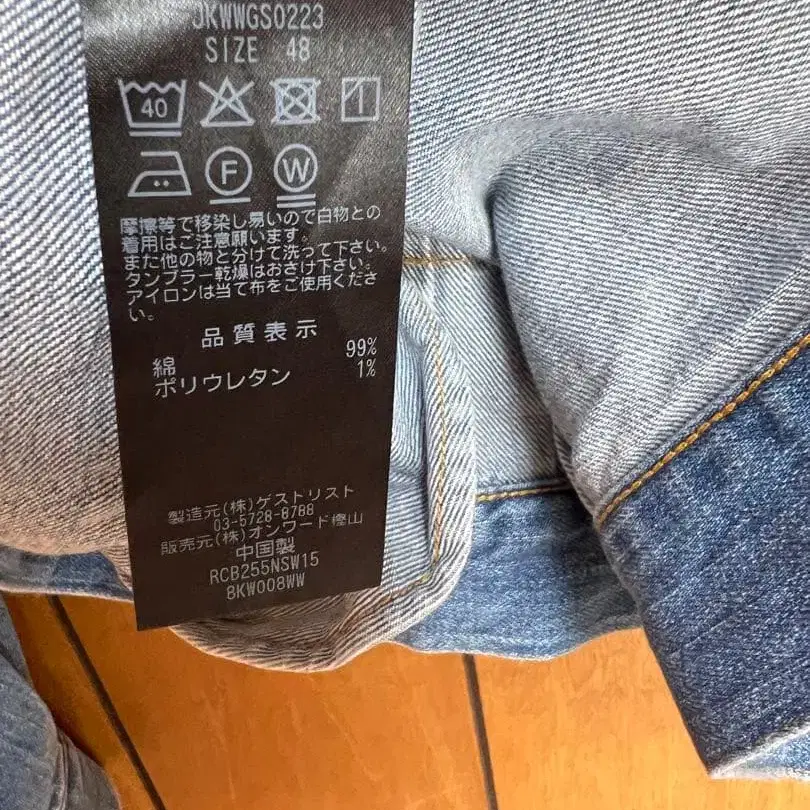 JKWWGS0223
SIZE 48
40
F
W
摩擦等で移染し易いので白物との
着用はご注意願います。
また他の物と分けて洗って下さい。
タンブラー乾燥はおさけ下さい。
アイロンは当て布をご使用くださ
い。
品質表示
綿 99%
ポリウレタン 1%
製造元(株)ゲストリスト
03-5728-8788
販売元(株)オンワード樫山
中国製
RCB255NSW15
8KW008WW